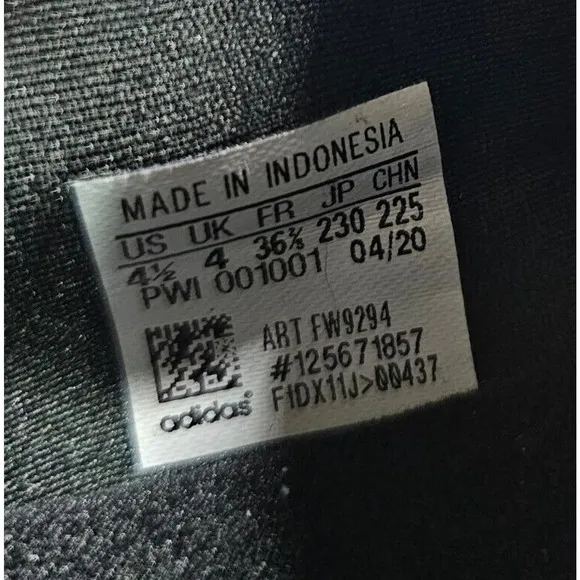 MADE IN INDONESIA
US UK FR JP CHN
4½ 4 36⅔ 230 225
PWI 001001 04/20
ART FW9294
#125671857
F1DX11J>00437
adidas®